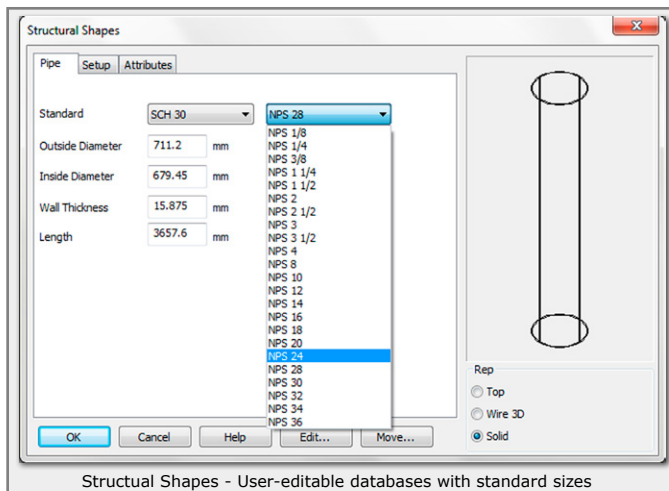 Structural Shapes
Pipe Setup Attributes
Standard SCH 30 NPS 28
NPS 1/8
Outside Diameter 711.2 mm NPS 1/4
NPS 3/8
NPS 1 1/4
Inside Diameter 679.45 mm NPS 1 1/2
NPS 2
Wall Thickness 15.875 mm NPS 2 1/2
NPS 3
Length 3657.6 mm NPS 3 1/2
NPS 4
NPS 8
NPS 10
NPS 12
NPS 14
NPS 16
NPS 18
NPS 20
NPS 24
NPS 28
NPS 30
NPS 32
NPS 34
NPS 36
Rep
Top
Wire 3D
Solid
OK Cancel Help Edit... Move...
Structual Shapes - User-editable databases with standard sizes